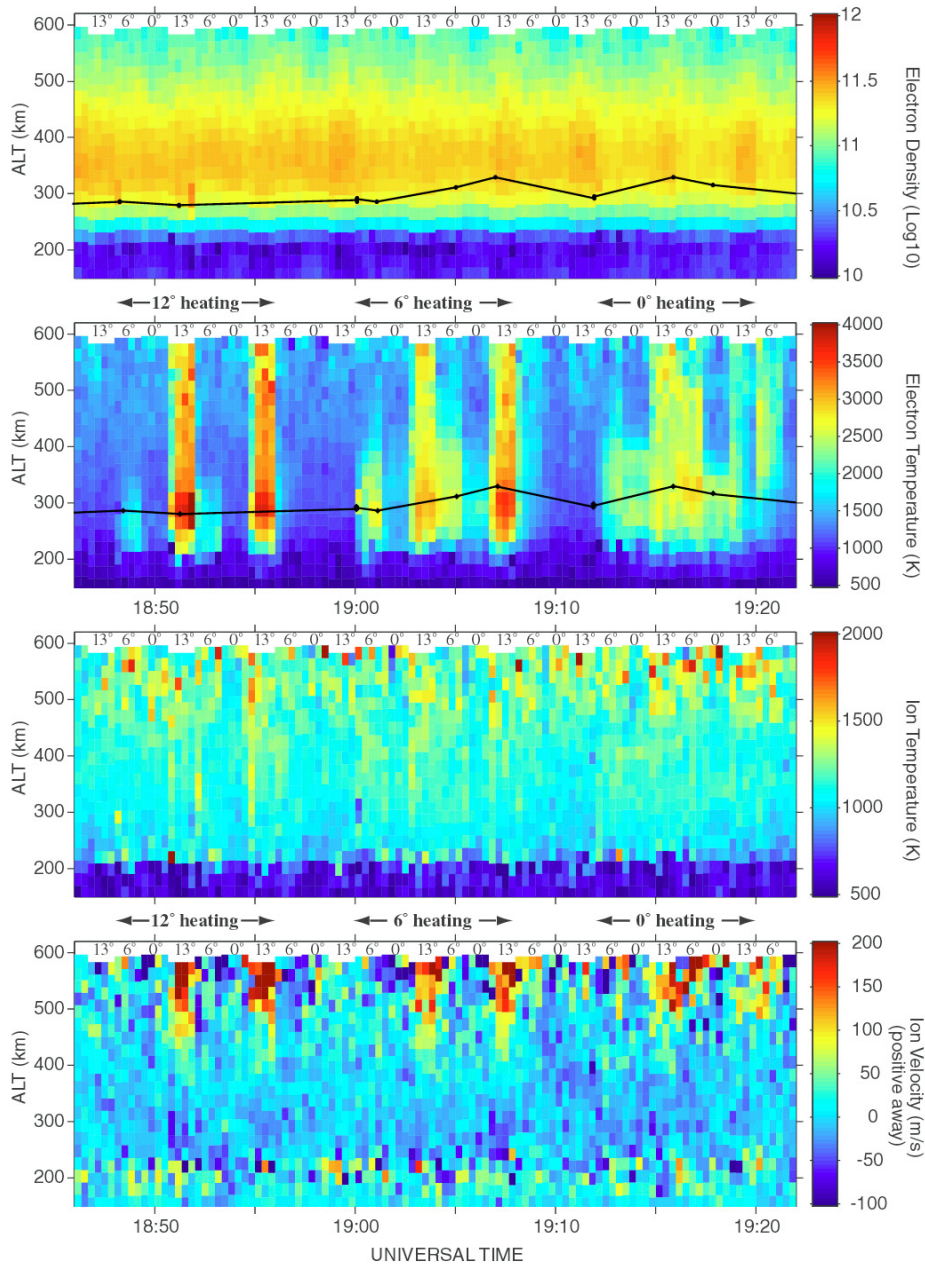 13° 6° 0° 13° 6° 0° 13° 6° 0° 13° 6° 0° 13° 6° 0° 13° 6° 0° 13° 6° 0° 13° 6° 0° 13° 6°
600
500
400
300
200
ALT (km)
12
11.5
11
10.5
10
Electron Density (Log10)
12° heating 6° heating 0° heating
13° 6° 0° 13° 6° 0° 13° 6° 0° 13° 6° 0° 13° 6° 0° 13° 6° 0° 13° 6° 0° 13° 6° 0° 13° 6°
600
500
400
300
200
ALT (km)
4000
3500
3000
2500
2000
1500
1000
500
Electron Temperature (K)
18:50 19:00 19:10 19:20
13° 6° 0° 13° 6° 0° 13° 6° 0° 13° 6° 0° 13° 6° 0° 13° 6° 0° 13° 6° 0° 13° 6° 0° 13° 6°
600
500
400
300
200
ALT (km)
2000
1500
1000
500
Ion Temperature (K)
12° heating 6° heating 0° heating
13° 6° 0° 13° 6° 0° 13° 6° 0° 13° 6° 0° 13° 6° 0° 13° 6° 0° 13° 6° 0° 13° 6° 0° 13° 6°
600
500
400
300
200
ALT (km)
200
150
100
50
0
-50
-100
Ion Velocity (m/s)
(positive away)
18:50 19:00 19:10 19:20
UNIVERSAL TIME